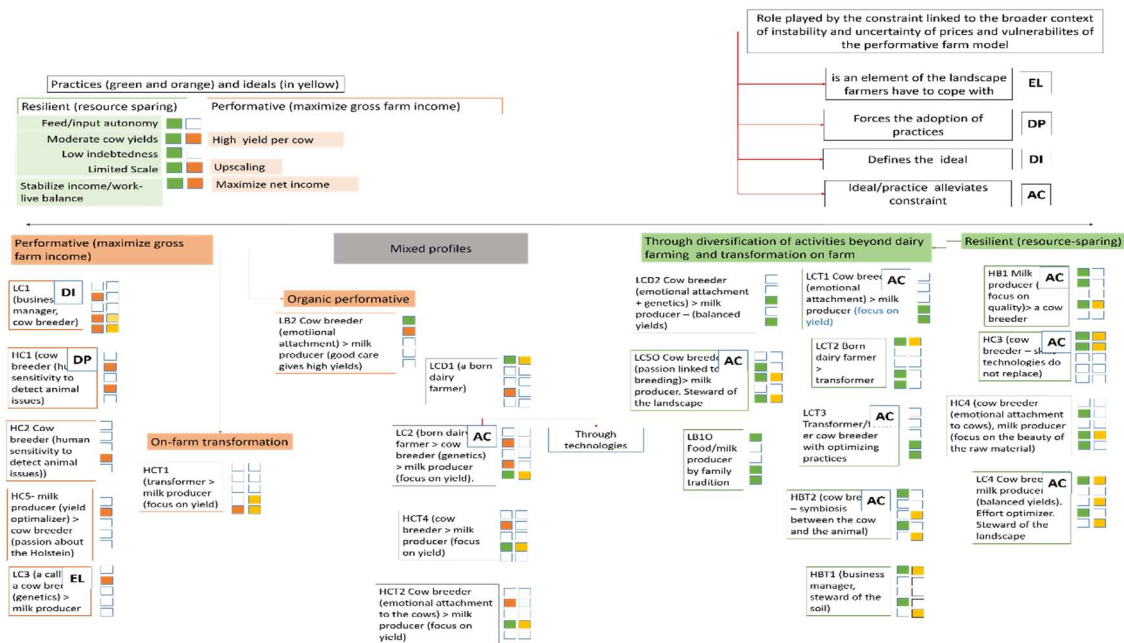 Role played by the constraint linked to the broader context
of instability and uncertainty of prices and vulnerabilites of
the performative farm model
is an element of the landscape
farmers have to cope with
EL
Forces the adoption of
practices
DP
Defines the ideal
DI
Ideal/practice alleviates
constraint
AC
Practices (green and orange) and ideals (in yellow)
Resilient (resource sparing)
Performative (maximize gross farm income)
Feed/input autonomy
Moderate cow yields
High yield per cow
Low indebtedness
Limited Scale
Upscaling
Stabilize income/work-
live balance
Maximize net income
Performative (maximize gross
farm income)
Mixed profiles
Through diversification of activities beyond dairy
farming and transformation on farm
Resilient (resource-sparing)
LC1
(busines
manager,
cow breeder)
DI
HC1 (cow
breeder (hu
sensitivity to
detect animal
issues)
DP
HC2 Cow
breeder (human
sensitivity to
detect animal
issues))
HC5- milk
producer (yield
optimalizer) >
cow breeder
(passion about
the Holstein)
LC3 (a call
a cow bree
(genetics) >
milk producer
EL
On-farm transformation
HCT1
(transformer >
milk producer
(focus on yield)
Organic performative
LB2 Cow breeder
(emotiional
attachment) > milk
producer (good care
gives high yields)
LCD1 (a born
dairy
farmer)
LC2 (born dairy
farmer > cow
breeder (genetics)
> milk producer
(focus on yield).
AC
Through
technologies
HCT4 (cow
breeder > milk
producer (focus
on yield)
HCT2 Cow breeder
(emotional attachment
to the cows) > milk
producer (focus on
yield)
LCD2 Cow breeder
(emotional attachment
+ genetics) > milk
producer – (balanced
yields)
LC5O Cow breede
(passion linked to
breeding)> milk
producer. Steward of
the landscape
AC
LB1O
Food/milk
producer
by family
tradition
LCT1 Cow breed
(emotional
attachment) > milk
producer (focus on
yield)
AC
LCT2 Born
dairy farmer
>
transformer
LCT3
Transformer/
er cow breeder
with optimizing
practices
AC
HBT2 (cow bre
– symbiosis
between the cow
and the animal)
AC
HBT1 (business
manager,
steward of the
soil)
HB1 Milk
producer (
focus on
quality)> a cow
breeder
AC
HC3 (cow
breeder – skills
technologies do
not replace)
AC
HC4 (cow breeder
(emotional attachment
to cows), milk producer
(focus on the beauty of
the raw material)
LC4 Cow bree
milk producer
(balanced yields).
Effort optimizer.
Steward of the
landscape
AC